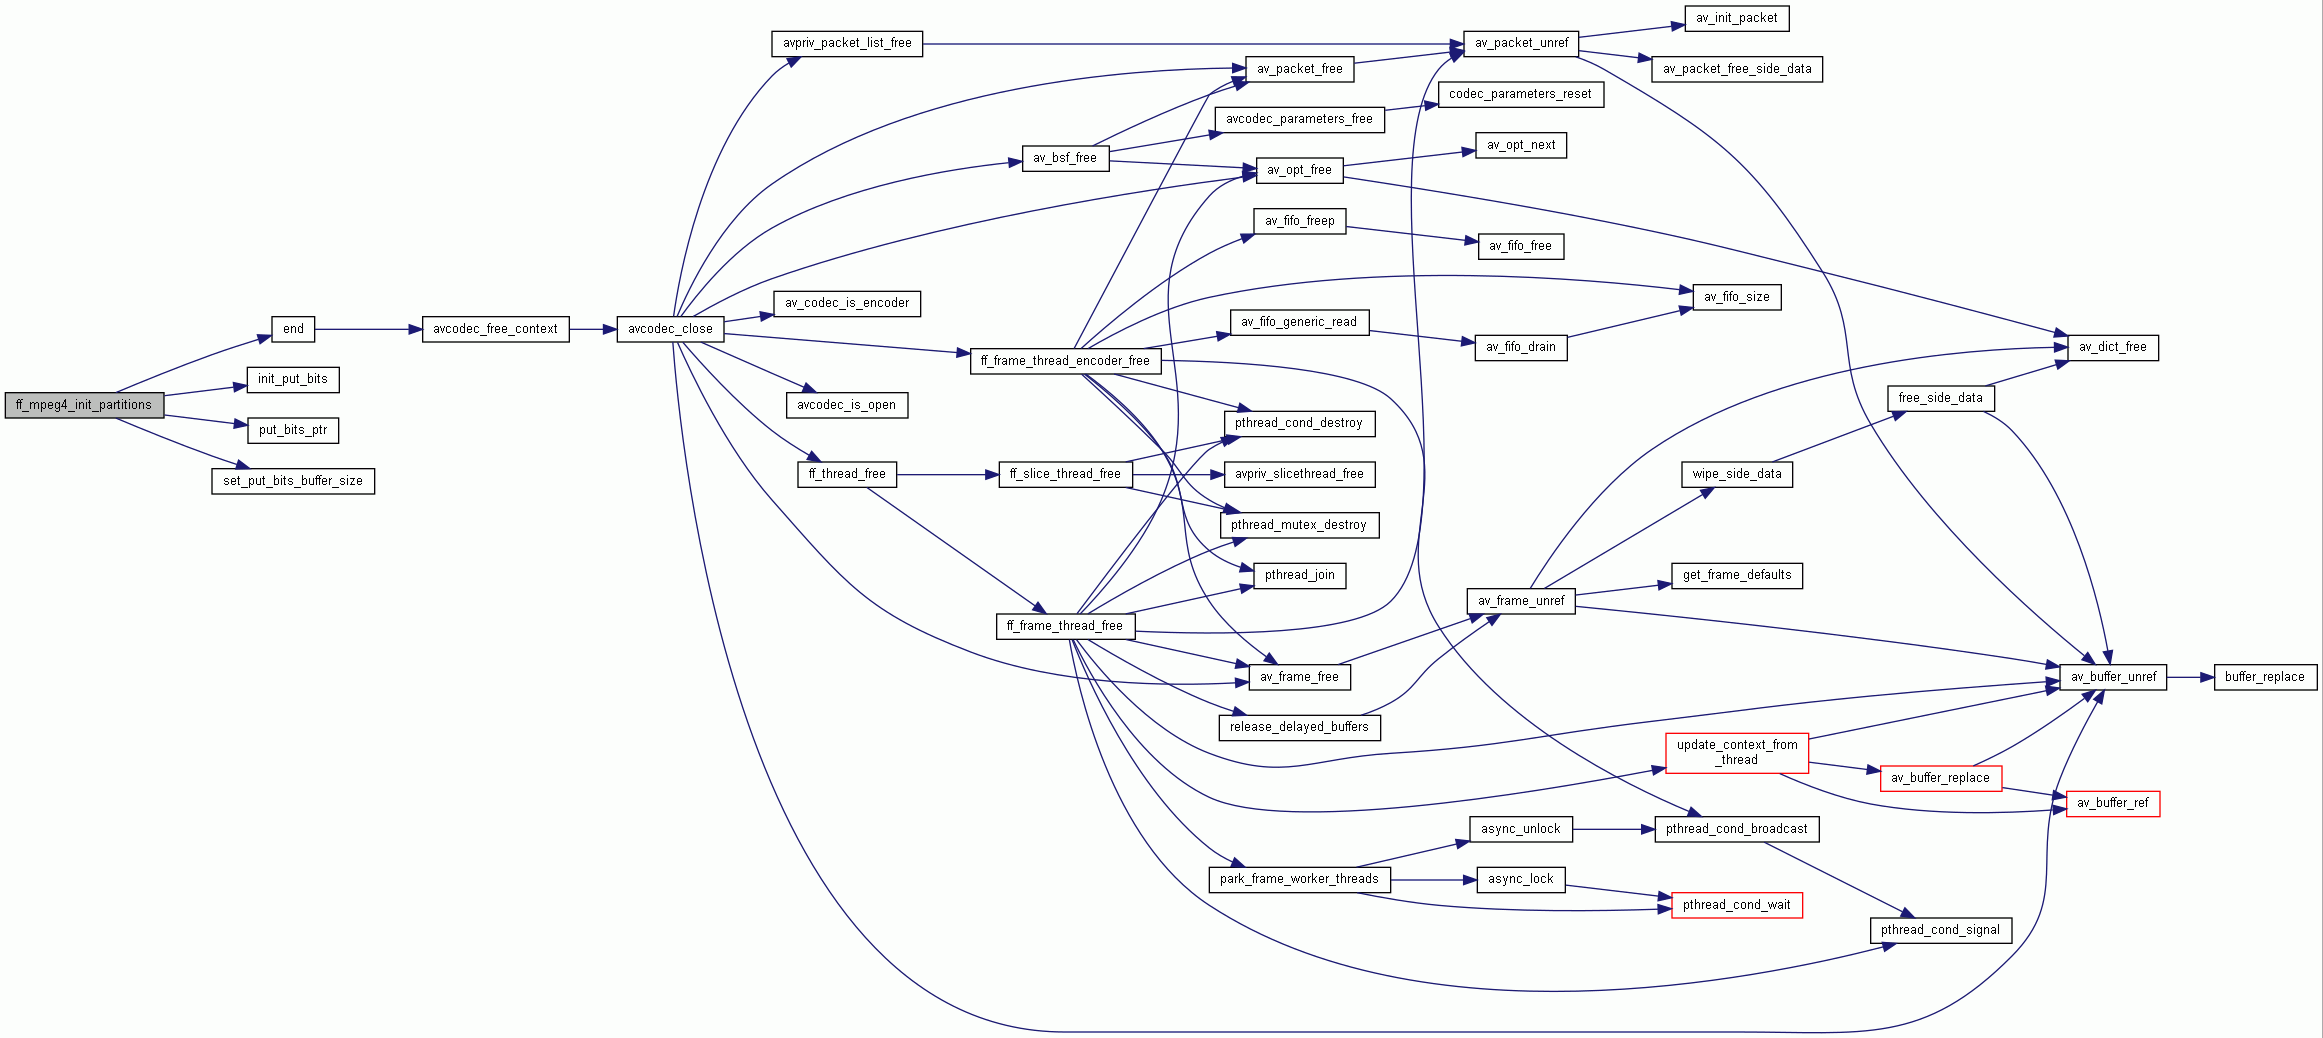 ff_mpeg4_init_partitions
end
init_put_bits
put_bits_ptr
set_put_bits_buffer_size
avcodec_free_context
avcodec_close
avpriv_packet_list_free
av_codec_is_encoder
avcodec_is_open
ff_thread_free
av_bsf_free
ff_frame_thread_encoder_free
ff_slice_thread_free
ff_frame_thread_free
av_packet_free
avcodec_parameters_free
av_opt_free
av_fifo_freep
av_fifo_generic_read
pthread_cond_destroy
avpriv_slicethread_free
pthread_mutex_destroy
pthread_join
av_frame_free
release_delayed_buffers
park_frame_worker_threads
av_packet_unref
codec_parameters_reset
av_opt_next
av_fifo_free
av_fifo_drain
av_frame_unref
async_unlock
async_lock
av_init_packet
av_packet_free_side_data
av_fifo_size
wipe_side_data
get_frame_defaults
update_context_from
_thread
pthread_cond_broadcast
pthread_cond_wait
free_side_data
av_buffer_replace
pthread_cond_signal
av_dict_free
av_buffer_unref
av_buffer_ref
buffer_replace